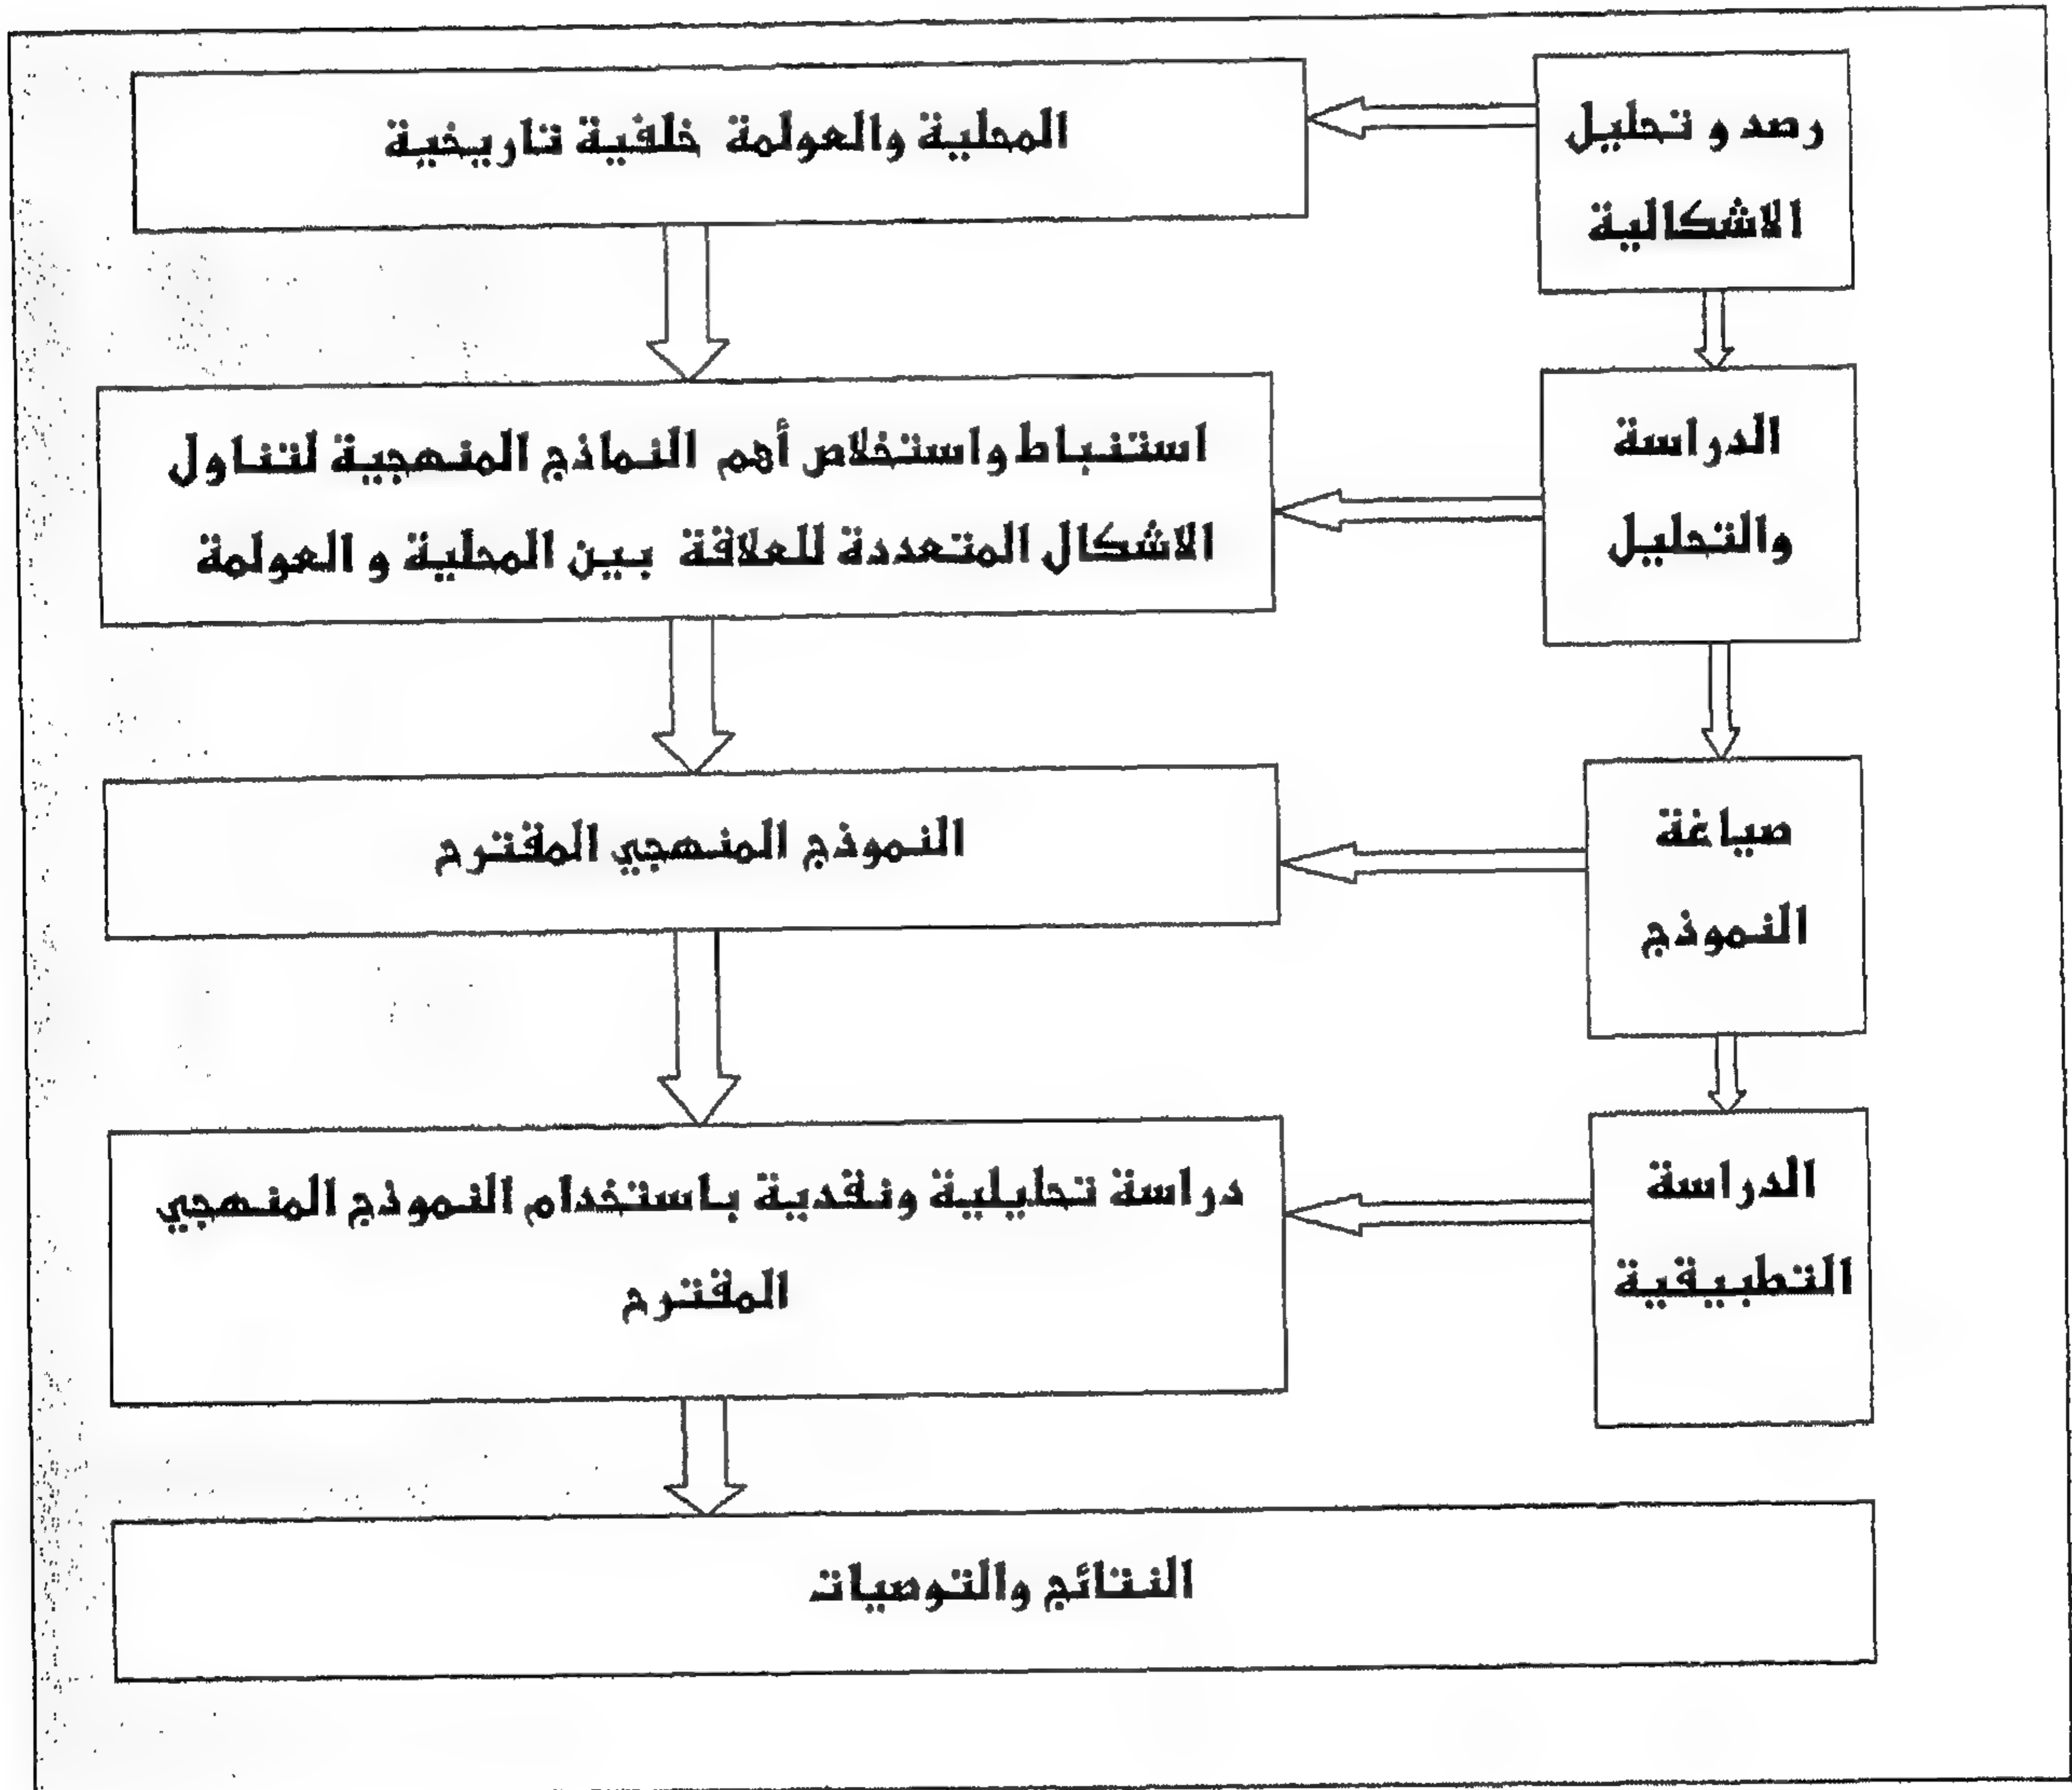 رصد و تحليل
الاشكالية
المحلية والعولمة خلفية تاريخية
الدراسة
والتحليل
استنباط واستخلاص أهم النماذج المنهجية لتناول
الاشكال المتعددة للعلاقة بين المحلية و العولمة
صياغة
النموذج
النموذج المنهجي المقترح
الدراسة
التطبيقية
دراسة تحليلية ونقدية باستخدام النموذج المنهجي
المقترح
النتائج والتوصيات